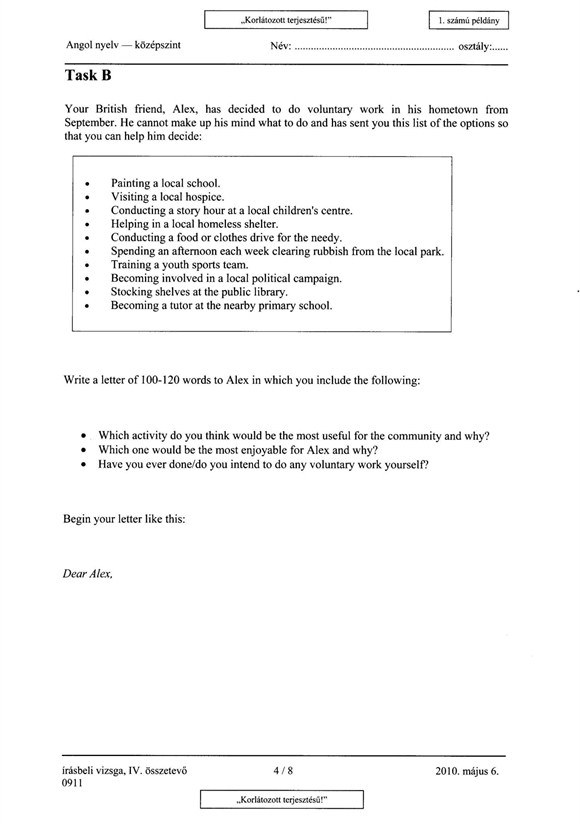 „Korlátozott terjesztésű!”
1. számú példány
Angol nyelv — középszint
Név: ............................................................ osztály:......
Task B
Your British friend, Alex, has decided to do voluntary work in his hometown from
September. He cannot make up his mind what to do and has sent you this list of the options so
that you can help him decide:
• Painting a local school.
• Visiting a local hospice.
• Conducting a story hour at a local children's centre.
• Helping in a local homeless shelter.
• Conducting a food or clothes drive for the needy.
• Spending an afternoon each week clearing rubbish from the local park.
• Training a youth sports team.
• Becoming involved in a local political campaign.
• Stocking shelves at the public library.
• Becoming a tutor at the nearby primary school.
Write a letter of 100-120 words to Alex in which you include the following:
• Which activity do you think would be the most useful for the community and why?
• Which one would be the most enjoyable for Alex and why?
• Have you ever done/do you intend to do any voluntary work yourself?
Begin your letter like this:
Dear Alex,
írásbeli vizsga, IV. összetevő
4 / 8
2010. május 6.
0911
„Korlátozott terjesztésű!”